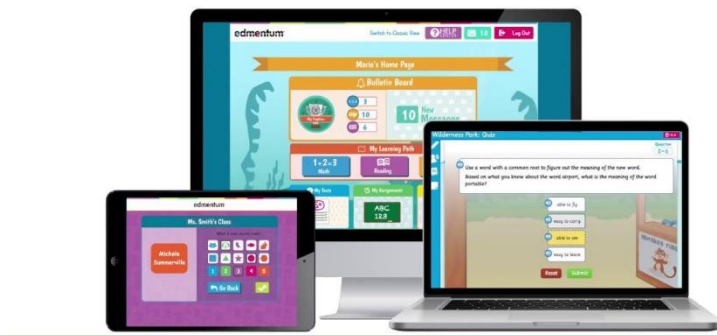 edmentum
Switch to Classic View
HELP
10
Log Out
Maria's Home Page
Bulletin Board
3
10
6
10 New Messages
My Learning Path
1+2=3
Math
Reading
My Tests
My Assignments
ABC
123
edmentum
Ms. Smith's Class
Michele
Summerville
1 2 3 4 5
Go Back
Wilderness Park: Quiz
Question
Use a word with a common root to figure out the meaning of the new word.
Based on what you know about the word airport, what is the meaning of the word
portable?
able to fly
easy to carry
able to see
easy to leave
Reset
Submit